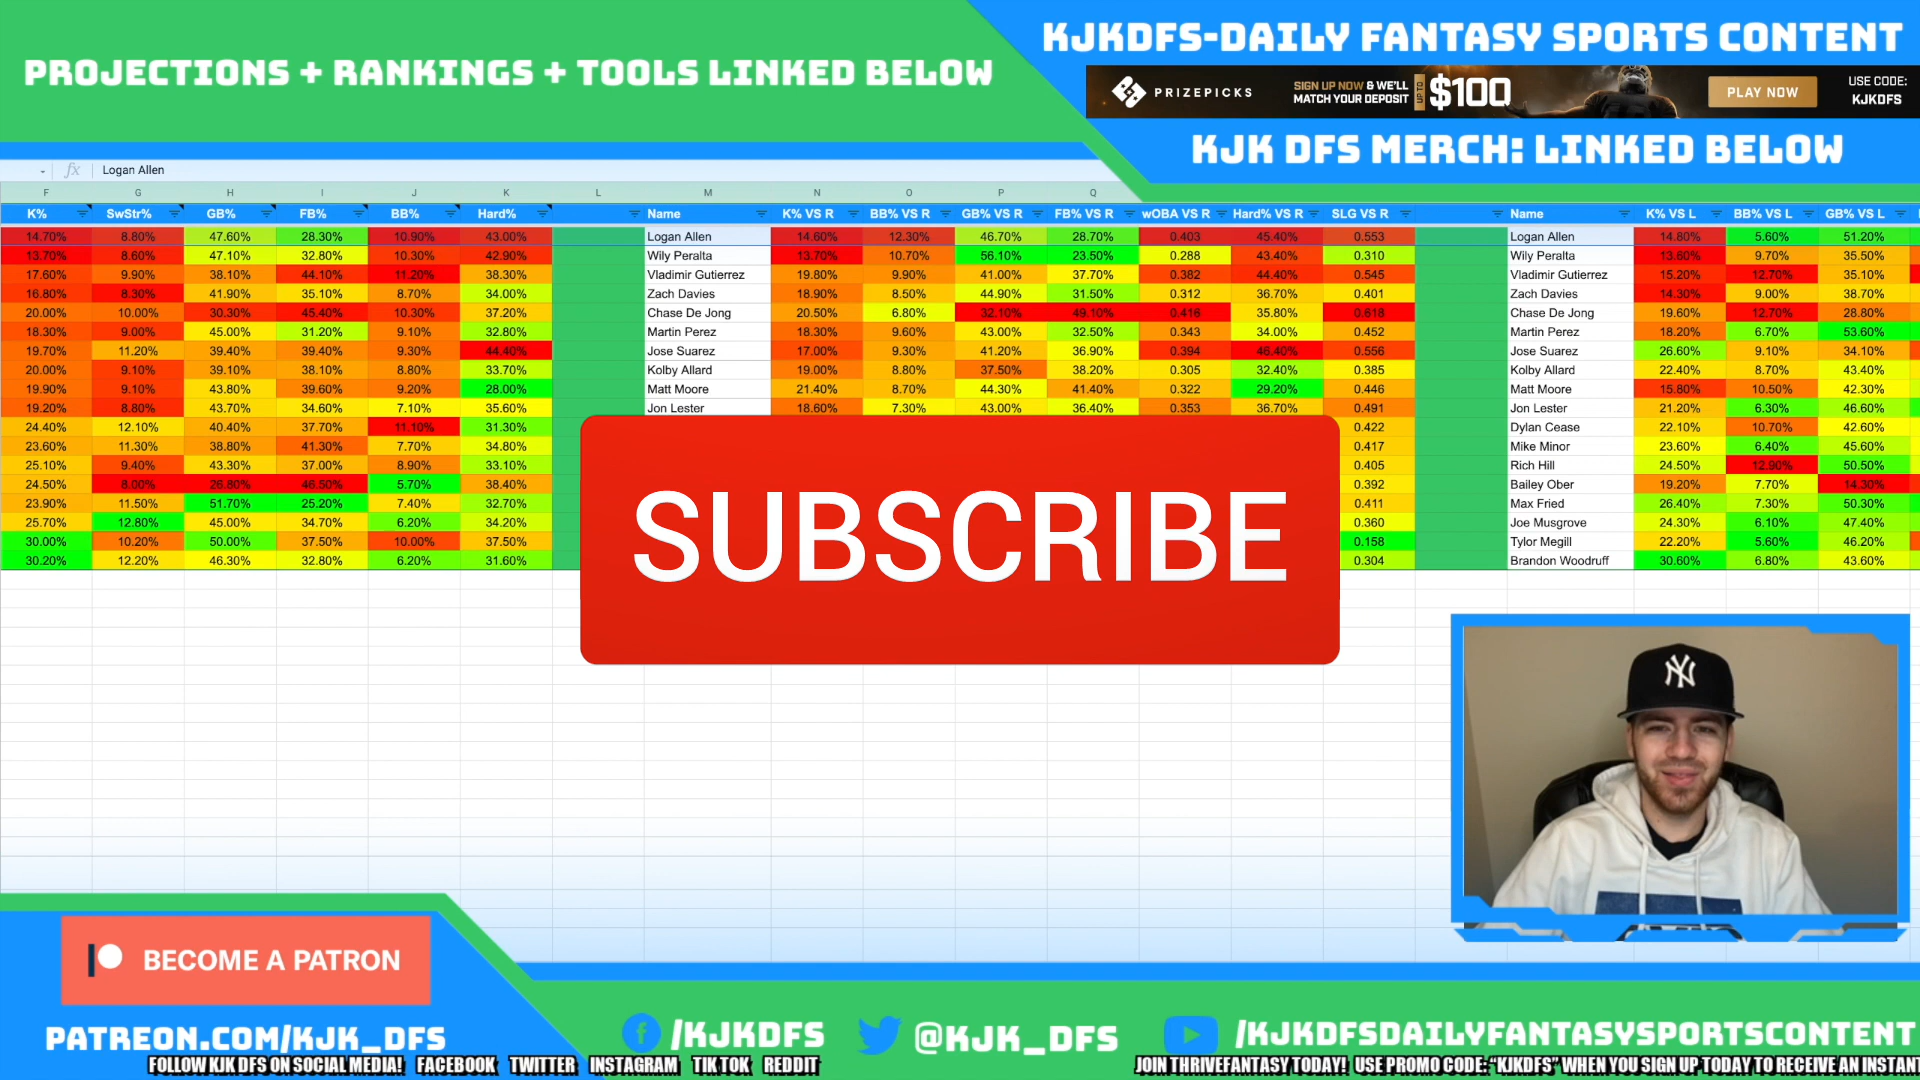 PROJECTIONS + RANKINGS + TOOLS LINKED BELOW
KJKDFS-DAILY FANTASY SPORTS CONTENT
PRIZEPICKS
SIGN UP NOW & WE'LL
MATCH YOUR DEPOSIT
UP TO
$100
PLAY NOW
USE CODE:
KJKDFS
KJK DFS MERCH: LINKED BELOW
fx Logan Allen
F G H I J K L M N O P Q
K% SwStr% GB% FB% BB% Hard% Name K% VS R BB% VS R GB% VS R FB% VS R wOBA VS R Hard% VS R SLG VS R Name K% VS L BB% VS L GB% VS L
14.70% 8.80% 47.60% 28.30% 10.90% 43.00% Logan Allen 14.60% 12.30% 46.70% 28.70% 0.403 45.40% 0.553 Logan Allen 14.80% 5.60% 51.20%
13.70% 8.60% 47.10% 32.80% 10.30% 42.90% Wily Peralta 13.70% 10.70% 56.10% 23.50% 0.288 43.40% 0.310 Wily Peralta 13.60% 9.70% 35.50%
17.60% 9.90% 38.10% 44.10% 11.20% 38.30% Vladimir Gutierrez 19.80% 9.90% 41.00% 37.70% 0.382 44.40% 0.545 Vladimir Gutierrez 15.20% 12.70% 35.10%
16.80% 8.30% 41.90% 35.10% 8.70% 34.00% Zach Davies 18.90% 8.50% 44.90% 31.50% 0.312 36.70% 0.401 Zach Davies 14.30% 9.00% 38.70%
20.00% 10.00% 30.30% 45.40% 10.30% 37.20% Chase De Jong 20.50% 6.80% 32.10% 49.10% 0.416 35.80% 0.618 Chase De Jong 19.60% 12.70% 28.80%
18.30% 9.00% 45.00% 31.20% 9.10% 32.80% Martin Perez 18.30% 9.60% 43.00% 32.50% 0.343 34.00% 0.452 Martin Perez 18.20% 6.70% 53.60%
19.70% 11.20% 39.40% 39.40% 9.30% 44.40% Jose Suarez 17.00% 9.30% 41.20% 36.90% 0.394 46.40% 0.556 Jose Suarez 26.60% 9.10% 34.10%
20.00% 9.10% 39.10% 38.10% 8.80% 33.70% Kolby Allard 19.00% 8.80% 37.50% 38.20% 0.305 32.40% 0.385 Kolby Allard 22.40% 8.70% 43.40%
19.90% 9.10% 43.80% 39.60% 9.20% 28.00% Matt Moore 21.40% 8.70% 44.30% 41.40% 0.322 29.20% 0.446 Matt Moore 15.80% 10.50% 42.30%
19.20% 8.80% 43.70% 34.60% 7.10% 35.60% Jon Lester 18.60% 7.30% 43.00% 36.40% 0.353 36.70% 0.491 Jon Lester 21.20% 6.30% 46.60%
24.40% 12.10% 40.40% 37.70% 11.10% 31.30% 0.422 Dylan Cease 22.10% 10.70% 42.60%
23.60% 11.30% 38.80% 41.30% 7.70% 34.80% 0.417 Mike Minor 23.60% 6.40% 45.60%
25.10% 9.40% 43.30% 37.00% 8.90% 33.10% 0.405 Rich Hill 24.50% 12.90% 50.50%
24.50% 8.00% 26.80% 46.50% 5.70% 38.40% 0.392 Bailey Ober 19.20% 7.70% 14.30%
23.90% 11.50% 51.70% 25.20% 7.40% 32.70% 0.411 Max Fried 26.40% 7.30% 50.30%
25.70% 12.80% 45.00% 34.70% 6.20% 34.20% 0.360 Joe Musgrove 24.30% 6.10% 47.40%
30.00% 10.20% 50.00% 37.50% 10.00% 37.50% 0.158 Tylor Megill 22.20% 5.60% 46.20%
30.20% 12.20% 46.30% 32.80% 6.20% 31.60% 0.304 Brandon Woodruff 30.60% 6.80% 43.60%
SUBSCRIBE
NY
BECOME A PATRON
PATREON.COM/KJK_DFS
/KJKDFS
@KJK_DFS
/KJKDFSDAILYFANTASYSPORTSCONTENT
FOLLOW KJK DFS ON SOCIAL MEDIA! FACEBOOK TWITTER INSTAGRAM TIKTOK REDDIT
JOIN THRIVEFANTASY TODAY! USE PROMO CODE: "KJKDFS" WHEN YOU SIGN UP TODAY TO RECEIVE AN INSTANT